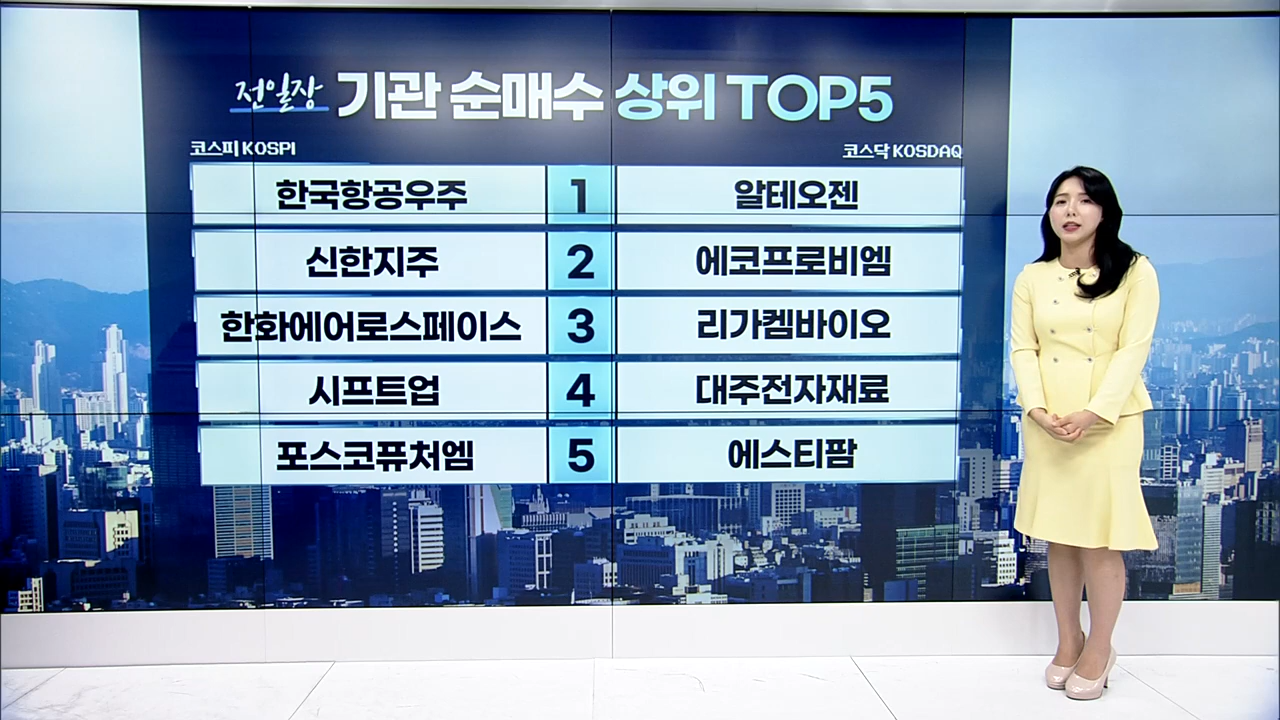 전일장 기관 순매수 상위 TOP5
코스피 KOSPI 코스닥 KOSDAQ
한국항공우주 1 알테오젠
신한지주 2 에코프로비엠
한화에어로스페이스 3 리가켐바이오
시프트업 4 대주전자재료
포스코퓨처엠 5 에스티팜